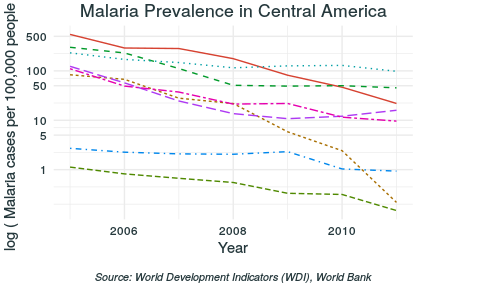 Malaria Prevalence in Central America
log ( Malaria cases per 100,000 people
500
100
50
10
5
1
2006
2008
2010
Year
Source: World Development Indicators (WDI), World Bank